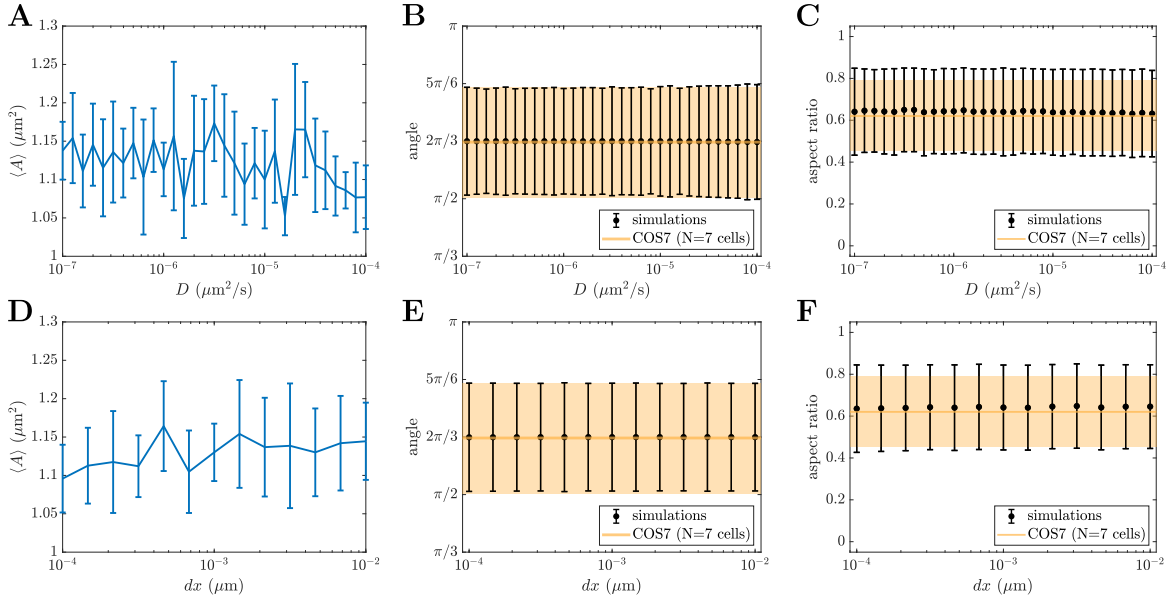 A
1.3
1.25
1.2
1.15
1.1
1.05
1
⟨A⟩ (μm²)
10⁻⁷
10⁻⁶
10⁻⁵
10⁻⁴
D (μm²/s)
B
π
5π/6
2π/3
π/2
π/3
angle
simulations
COS7 (N=7 cells)
10⁻⁷
10⁻⁶
10⁻⁵
10⁻⁴
D (μm²/s)
C
1
0.8
0.6
0.4
0.2
0
aspect ratio
simulations
COS7 (N=7 cells)
10⁻⁷
10⁻⁶
10⁻⁵
10⁻⁴
D (μm²/s)
D
1.3
1.25
1.2
1.15
1.1
1.05
1
⟨A⟩ (μm²)
10⁻⁴
10⁻³
10⁻²
dx (μm)
E
π
5π/6
2π/3
π/2
π/3
angle
simulations
COS7 (N=7 cells)
10⁻⁴
10⁻³
10⁻²
dx (μm)
F
1
0.8
0.6
0.4
0.2
0
aspect ratio
simulations
COS7 (N=7 cells)
10⁻⁴
10⁻³
10⁻²
dx (μm)